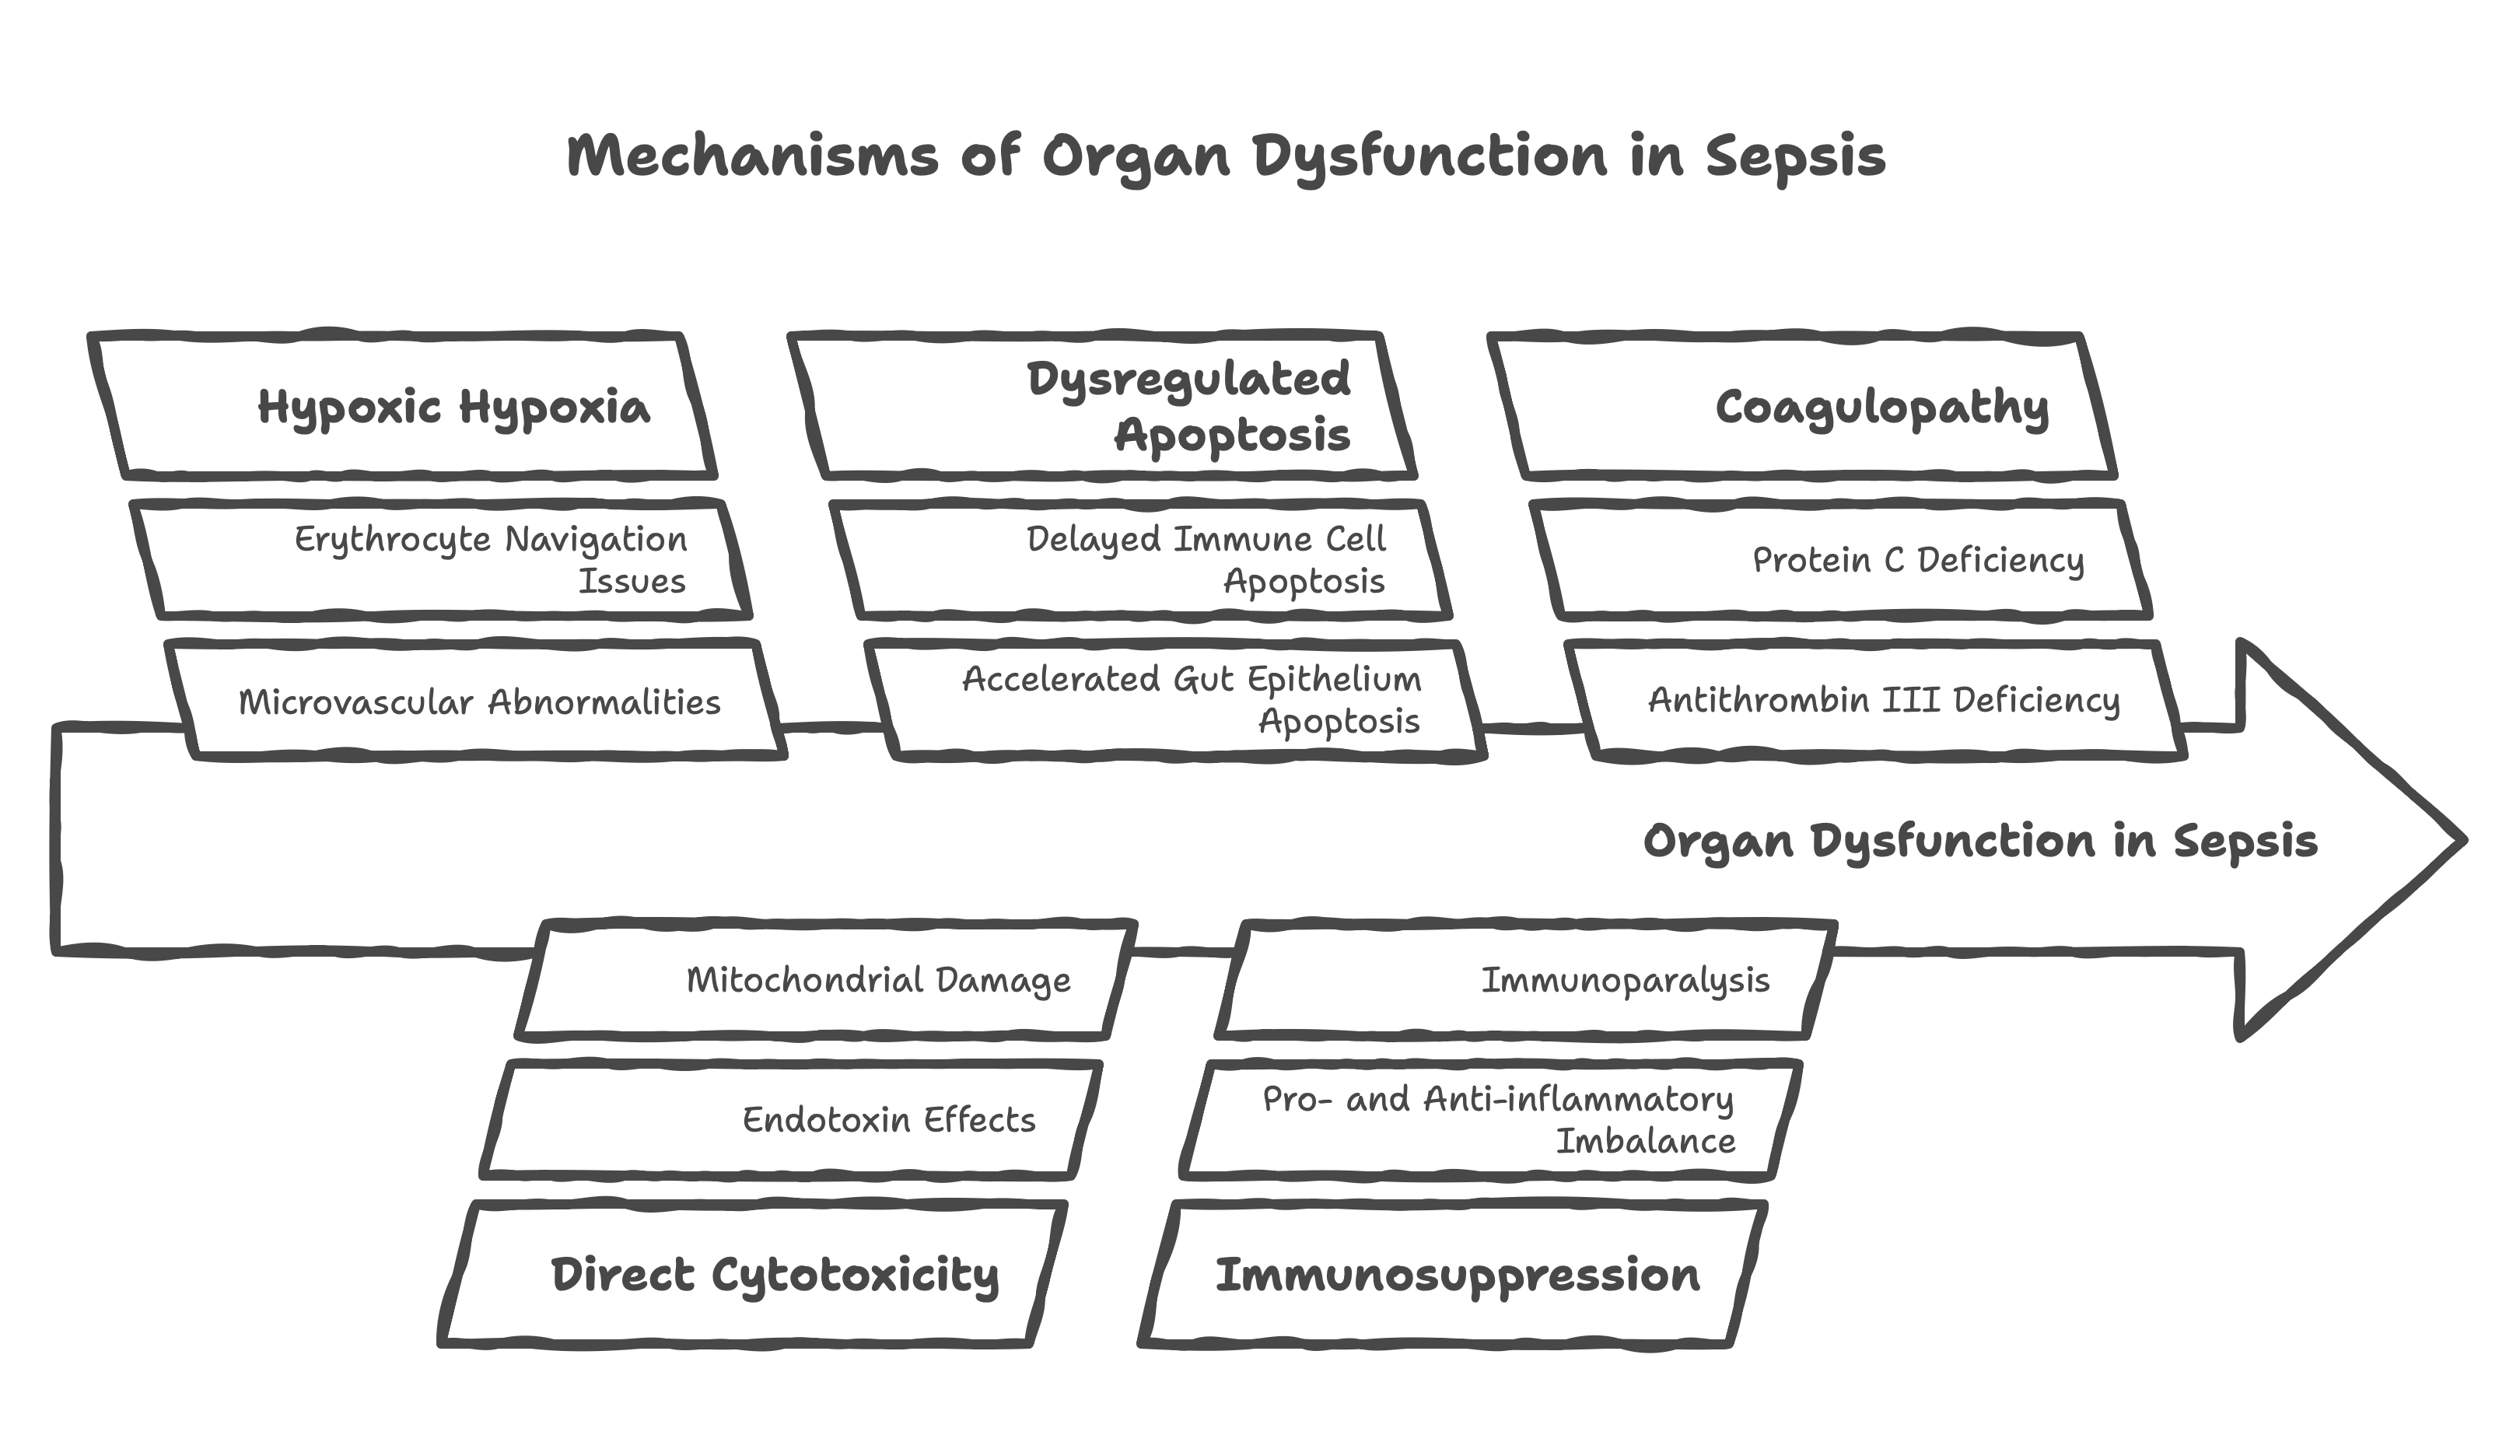 Mechanisms of Organ Dysfunction in Sepsis
Hypoxic Hypoxia
Erythrocyte Navigation
Issues
Microvascular Abnormalities
Dysregulated
Apoptosis
Delayed Immune Cell
Apoptosis
Accelerated Gut Epithelium
Apoptosis
Coagulopathy
Protein C Deficiency
Antithrombin III Deficiency
Organ Dysfunction in Sepsis
Mitochondrial Damage
Endotoxin Effects
Direct Cytotoxicity
Immunoparalysis
Pro- and Anti-inflammatory
Imbalance
Immunosuppression